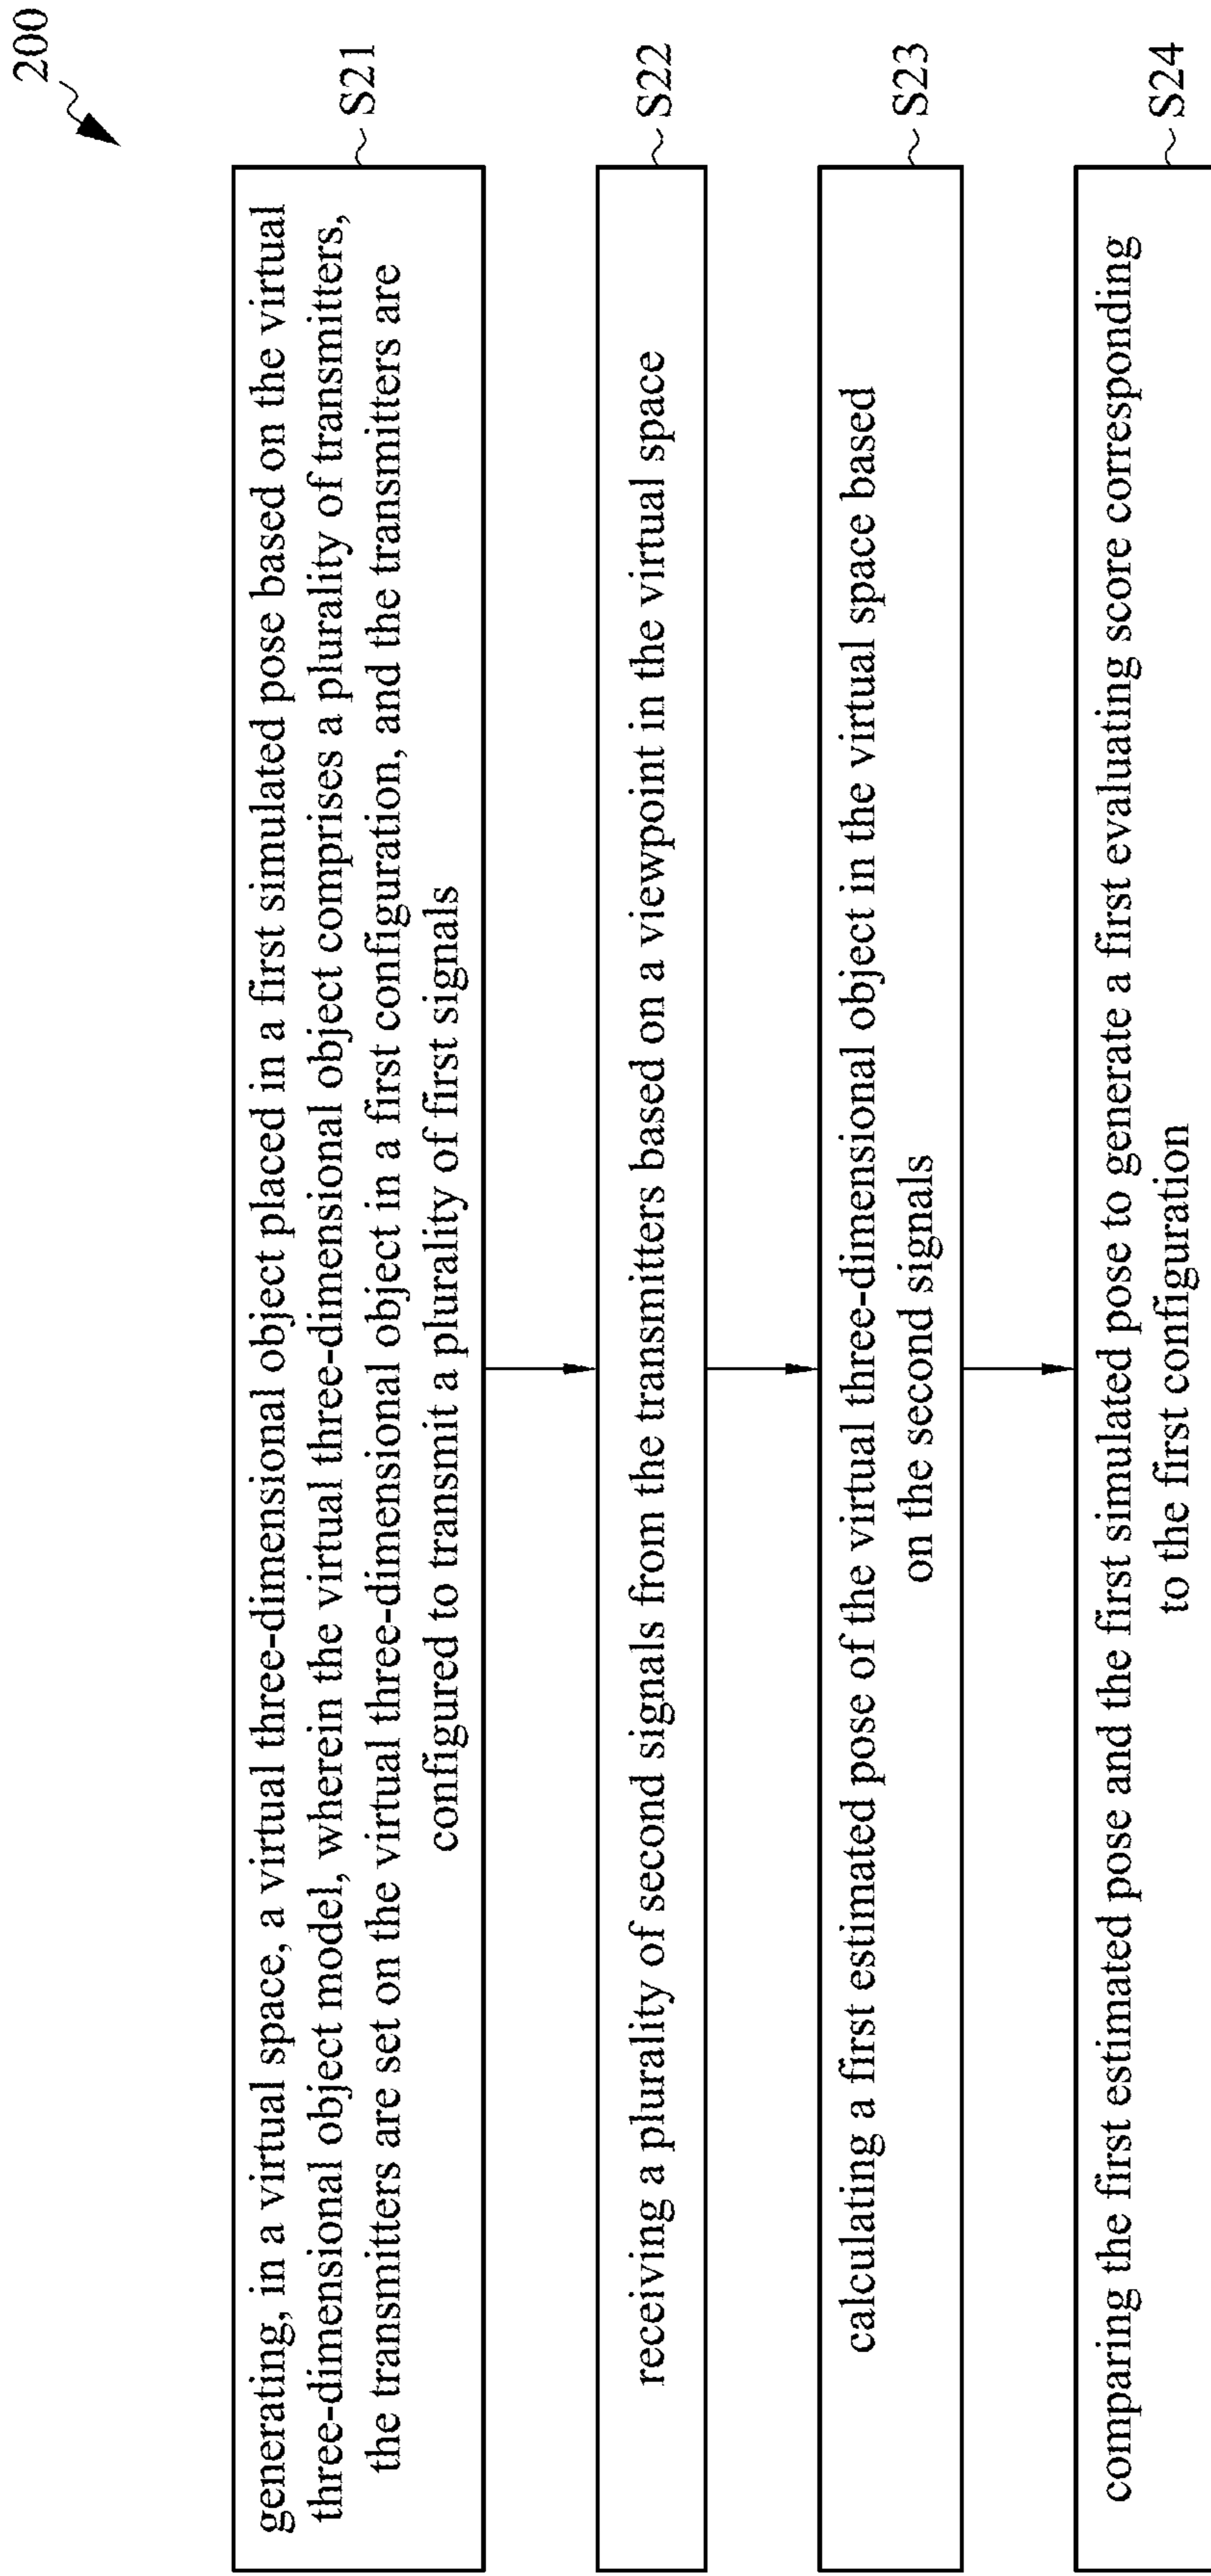 200
generating, in a virtual space, a virtual three-dimensional object placed in a first simulated pose based on the virtual
three-dimensional object model, wherein the virtual three-dimensional object comprises a plurality of transmitters,
the transmitters are set on the virtual three-dimensional object in a first configuration, and the transmitters are
configured to transmit a plurality of first signals
S21
receiving a plurality of second signals from the transmitters based on a viewpoint in the virtual space
S22
calculating a first estimated pose of the virtual three-dimensional object in the virtual space based
on the second signals
S23
comparing the first estimated pose and the first simulated pose to generate a first evaluating score corresponding
to the first configuration
S24